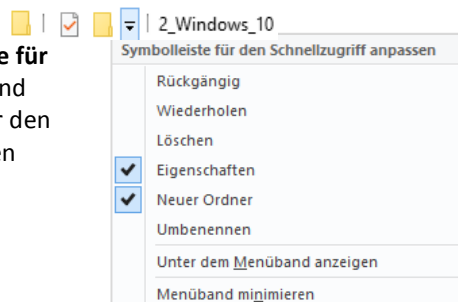 2_Windows_10
e für
Symbolleiste für den Schnellzugriff anpassen
nd
Rückgängig
r den
Wiederholen
en
Löschen
Eigenschaften
Neuer Ordner
Umbenennen
Unter dem Menüband anzeigen
Menüband minimieren